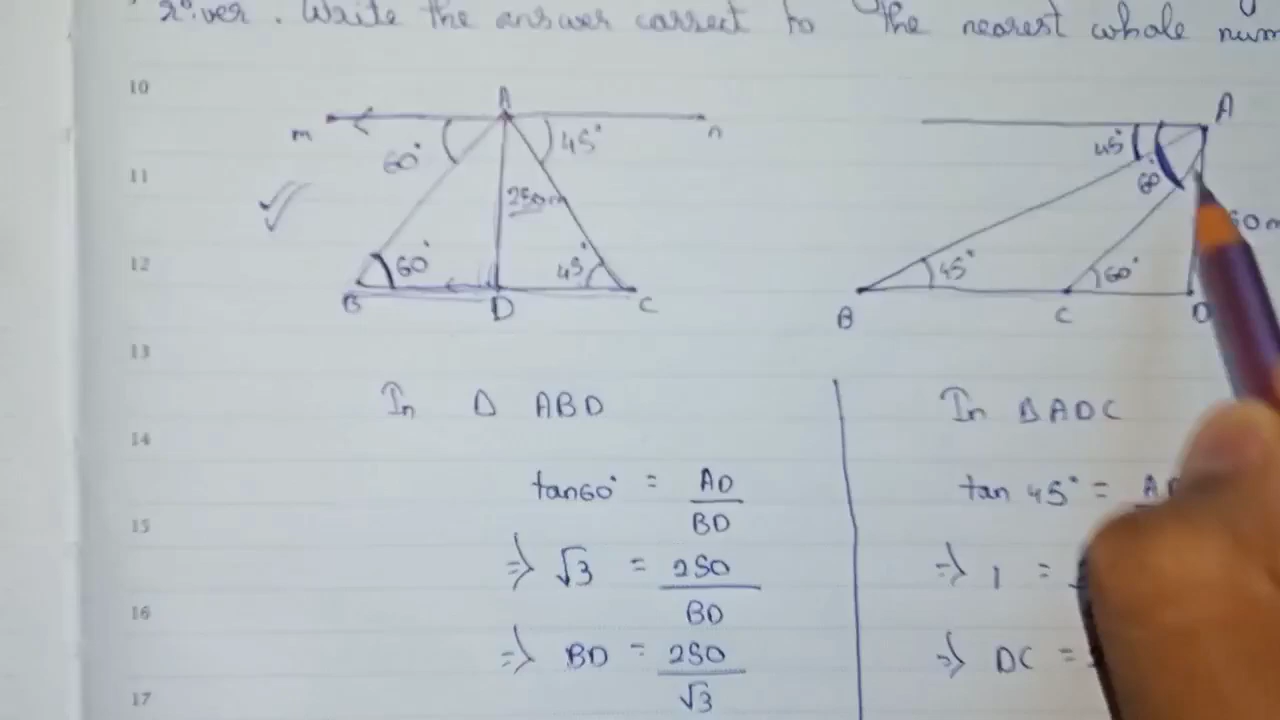 river. Write the answer correct to the nearest whole
10
A
m
n
60°
45°
250m
60°
45°
B
D
C
A
45°
60°
45°
60°
B
C
D
11
12
13
In Δ ABD
In ΔADC
14
tan60° = AD
BD
tan 45° = AD
15
⇒ √3 = 250
BD
⇒ 1 =
16
⇒ BD = 250
√3
⇒ DC =
17